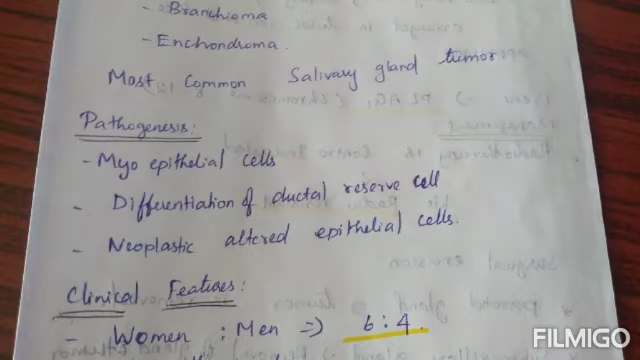 - Branchioma
- Enchondroma.
Most Common Salivary gland tumor
Pathogenesis:
- Myo epithelial cells
- Differentiation of ductal reserve cell
- Neoplastic altered epithelial cells.
Clinical Features:
- Women : Men => 6:4.
FILMIGO